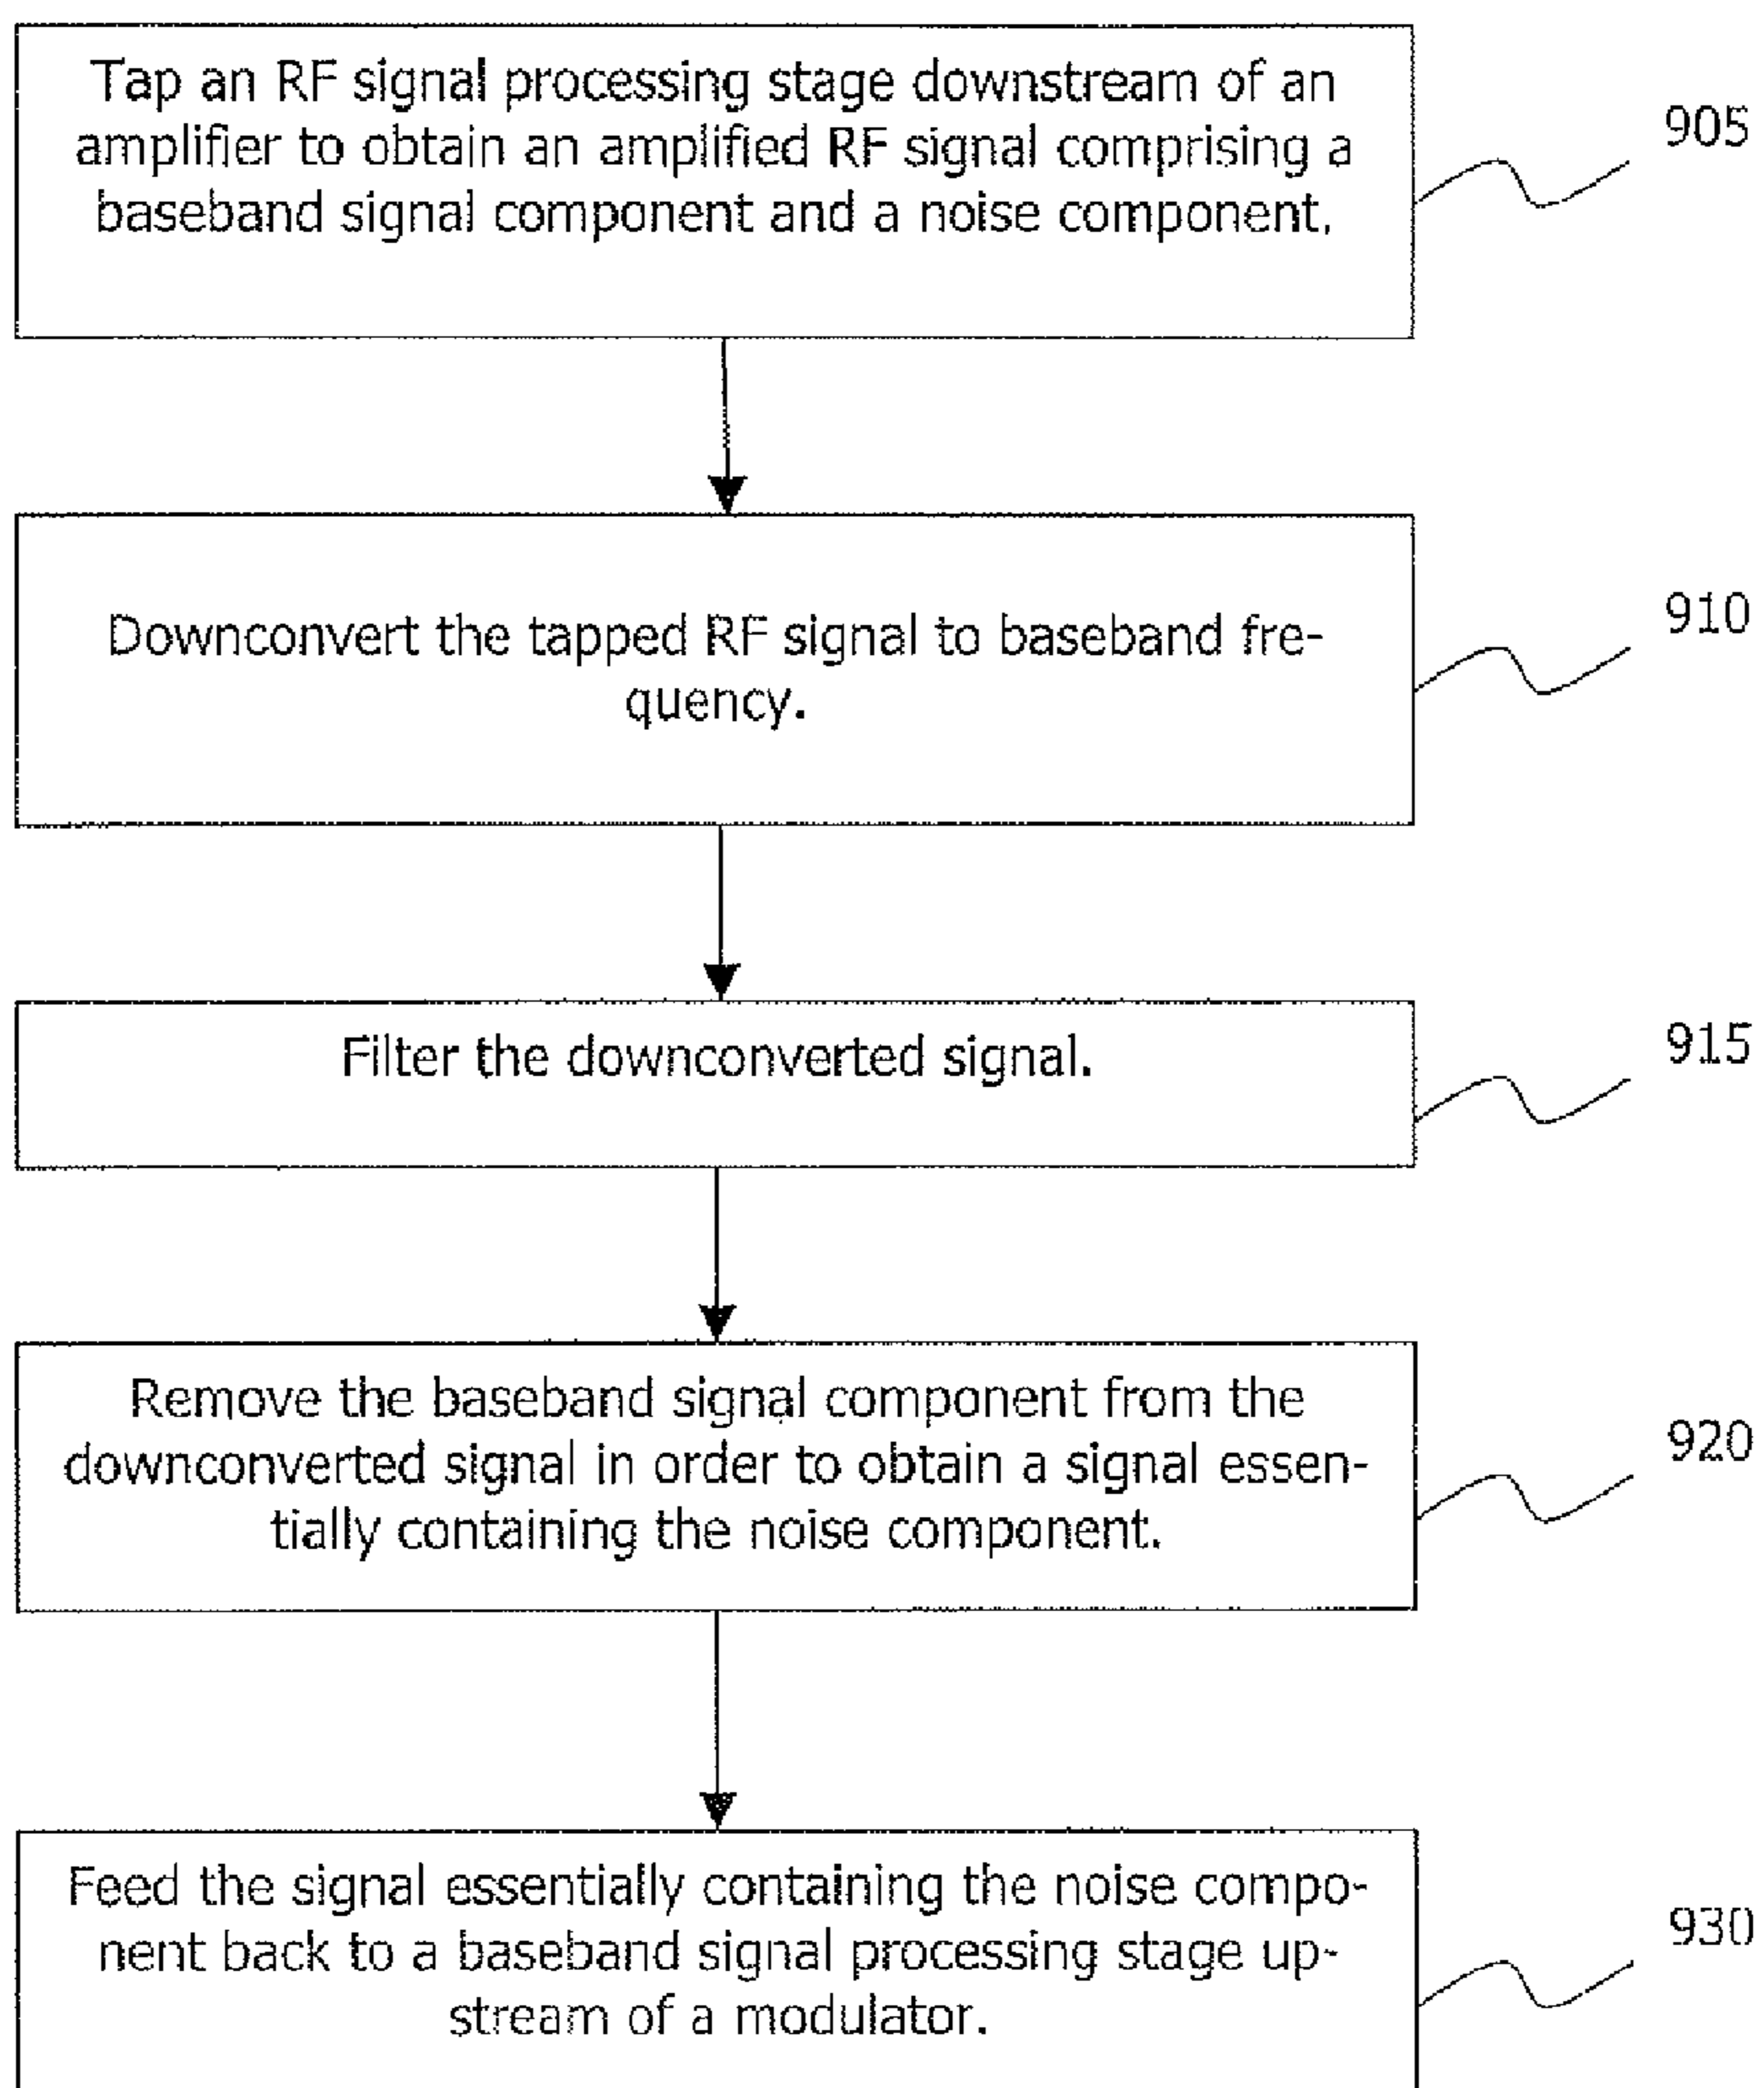 Tap an RF signal processing stage downstream of an
amplifier to obtain an amplified RF signal comprising a
baseband signal component and a noise component.
905
Downconvert the tapped RF signal to baseband fre-
quency.
910
Filter the downconverted signal.
915
Remove the baseband signal component from the
downconverted signal in order to obtain a signal essen-
tially containing the noise component.
920
Feed the signal essentially containing the noise compo-
nent back to a baseband signal processing stage up-
stream of a modulator.
930